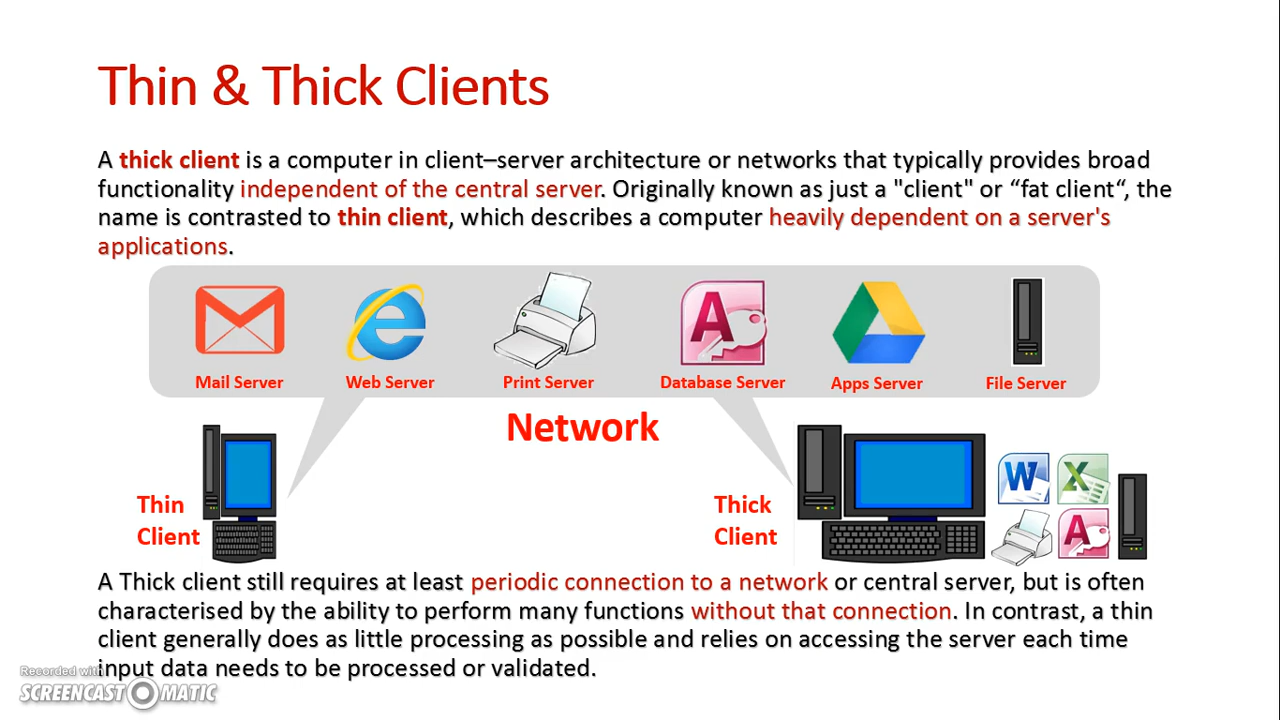 Thin & Thick Clients
A thick client is a computer in client–server architecture or networks that typically provides broad
functionality independent of the central server. Originally known as just a "client" or “fat client“, the
name is contrasted to thin client, which describes a computer heavily dependent on a server's
applications.
Mail Server Web Server Print Server Database Server Apps Server File Server
Network
Thin
Client
Thick
Client
A Thick client still requires at least periodic connection to a network or central server, but is often
characterised by the ability to perform many functions without that connection. In contrast, a thin
client generally does as little processing as possible and relies on accessing the server each time
input data needs to be processed or validated.
Recorded with
SCREENCAST MATIC